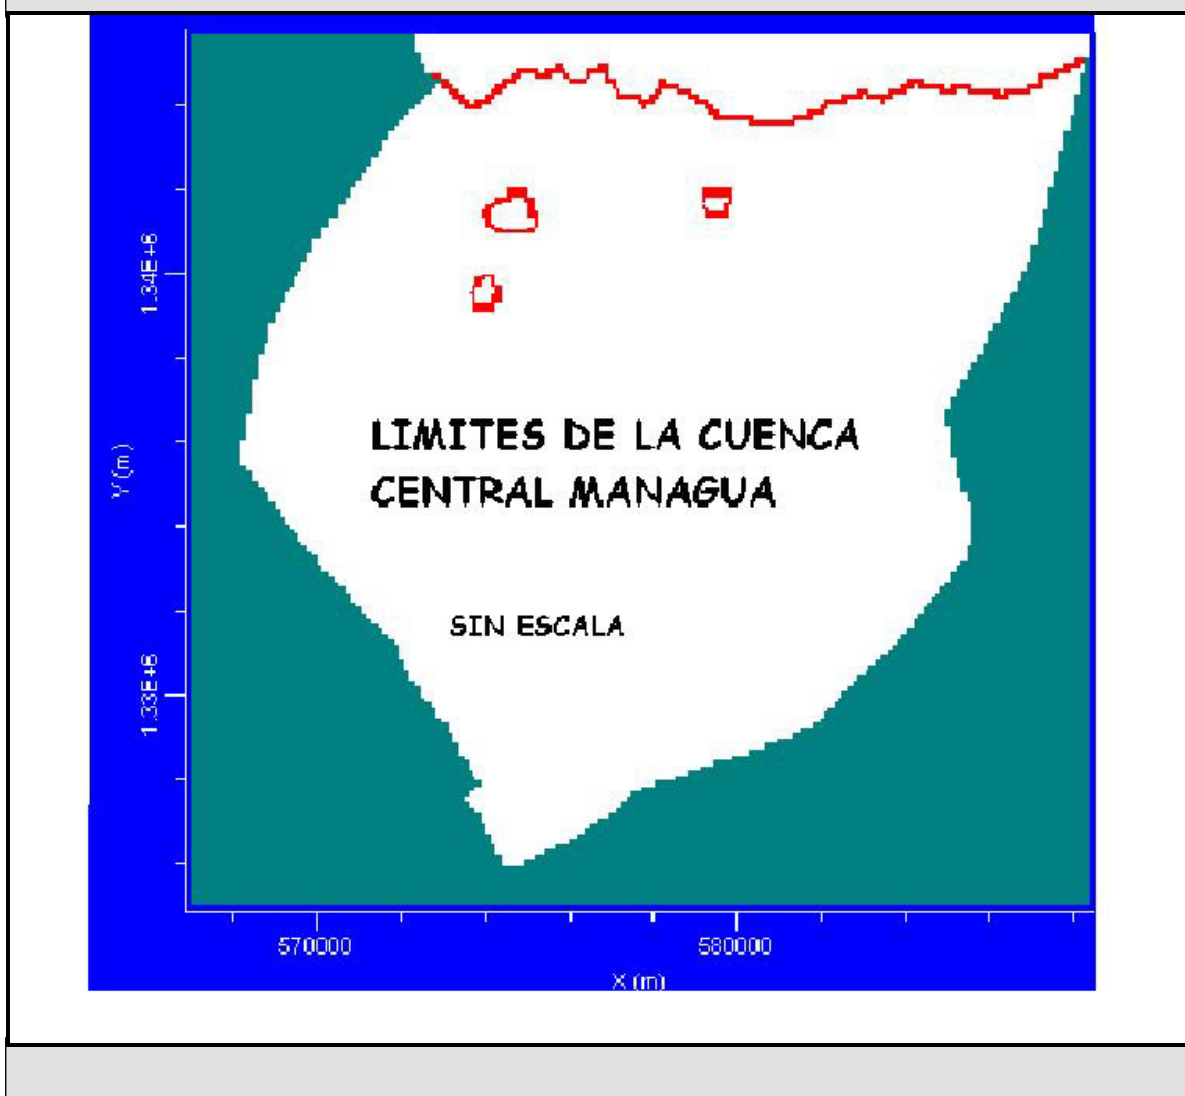 1.34E+6
LIMITES DE LA CUENCA
CENTRAL MANAGUA
Y (m)
SIN ESCALA
1.33E+6
570000 580000
X (m)